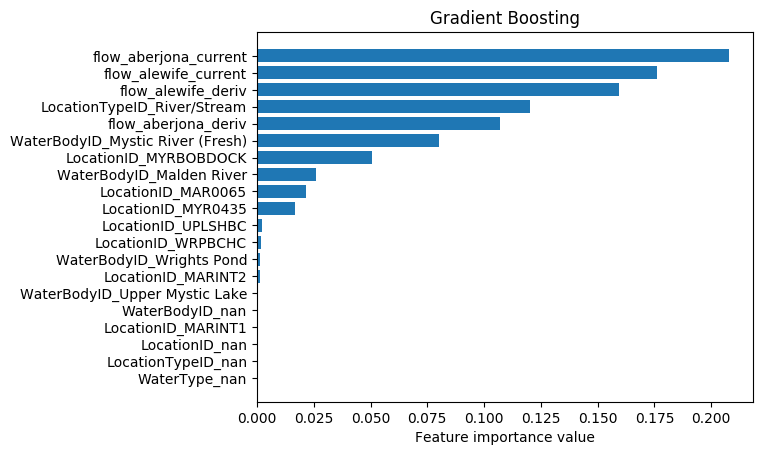 Gradient Boosting
flow_aberjona_current
flow_alewife_current
flow_alewife_deriv
LocationTypeID_River/Stream
flow_aberjona_deriv
WaterBodyID_Mystic River (Fresh)
LocationID_MYRBOBDOCK
WaterBodyID_Malden River
LocationID_MAR0065
LocationID_MYR0435
LocationID_UPLSHBC
LocationID_WRPBCHC
WaterBodyID_Wrights Pond
LocationID_MARINT2
WaterBodyID_Upper Mystic Lake
WaterBodyID_nan
LocationID_MARINT1
LocationID_nan
LocationTypeID_nan
WaterType_nan
0.000 0.025 0.050 0.075 0.100 0.125 0.150 0.175 0.200
Feature importance value